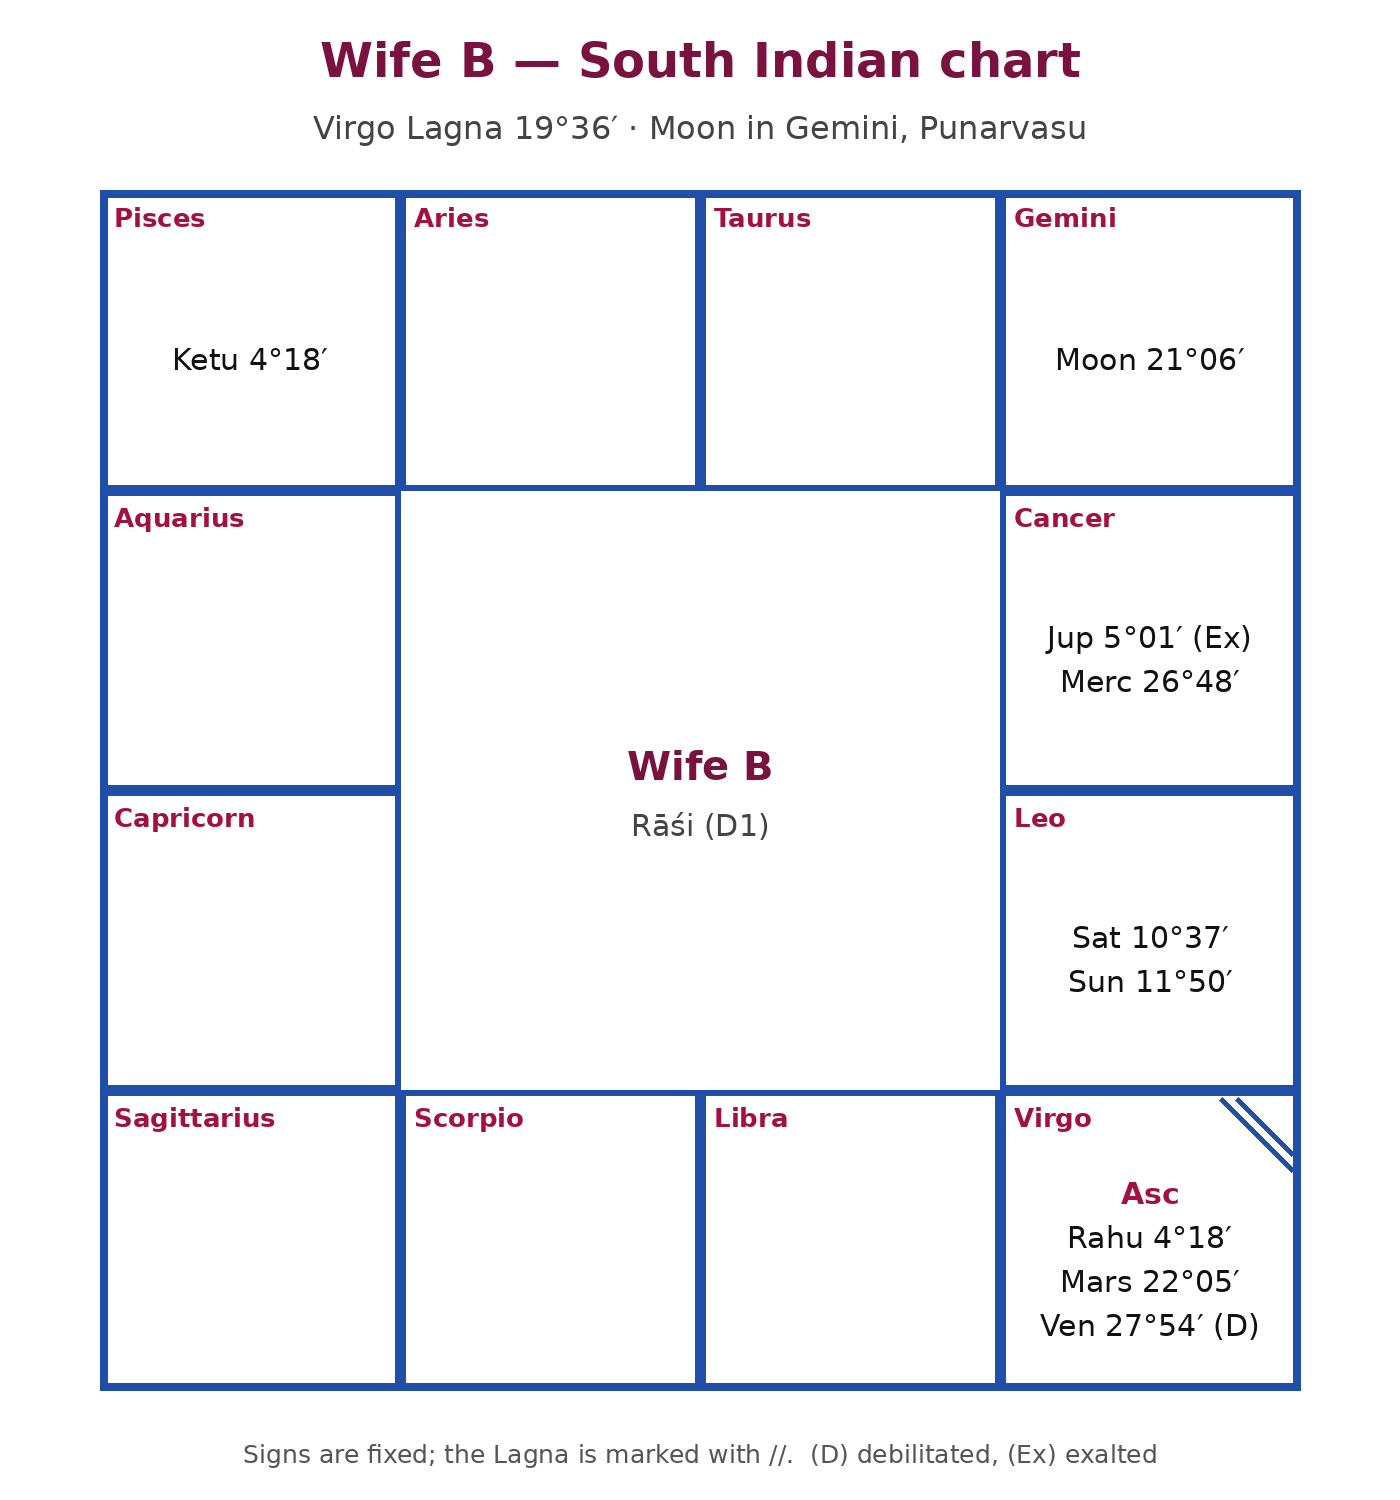 Wife B — South Indian chart
Virgo Lagna 19°36′ · Moon in Gemini, Punarvasu
Pisces
Ketu 4°18′
Aries
Taurus
Gemini
Moon 21°06′
Aquarius
Cancer
Jup 5°01′ (Ex)
Merc 26°48′
Wife B
Rāśi (D1)
Capricorn
Leo
Sat 10°37′
Sun 11°50′
Sagittarius
Scorpio
Libra
Virgo
Asc
Rahu 4°18′
Mars 22°05′
Ven 27°54′ (D)
Signs are fixed; the Lagna is marked with //.  (D) debilitated, (Ex) exalted